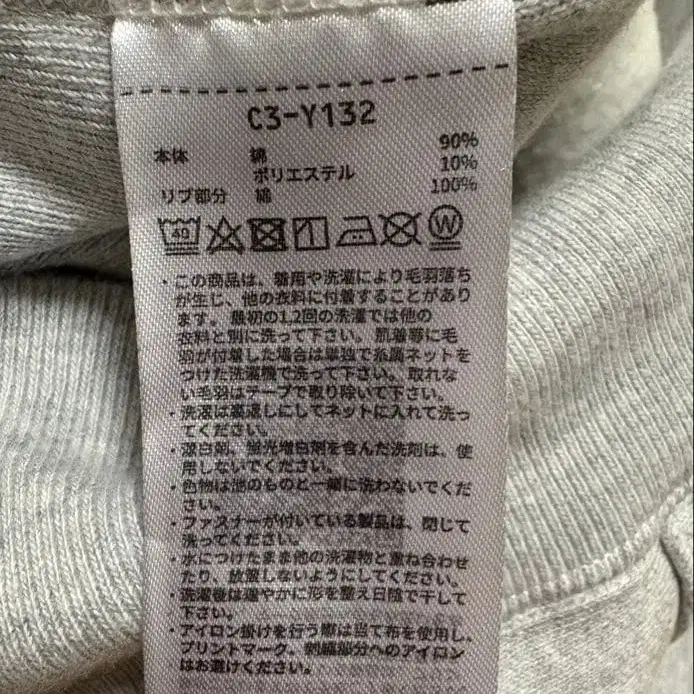 C3-Y132
本体 綿 90%
ポリエステル 10%
リブ部分 綿 100%
40 W
・この商品は、着用や洗濯により毛羽落ち
が生じ、他の衣料に付着することがあり
ます。最初の1,2回の洗濯では他の
衣料と別に洗って下さい。肌着等に毛
羽が付着した場合は単独で糸屑ネットを
つけた洗濯機で洗って下さい。取れな
い毛羽はテープで取り除いて下さい。
・洗濯は裏返しにしてネットに入れて洗っ
てください。
・漂白剤、蛍光増白剤を含んだ洗剤は、使
用しないでください。
・色物は他のものと一緒に洗わないでくだ
さい。
・ファスナーが付いている製品は、閉じて
洗ってください。
・水につけたまま他の洗濯物と重ね合わせ
たり、放置しないようにしてください。
・洗濯後は速やかに形を整え日陰で干して
下さい。
・アイロン掛けを行う際は当て布を使用し、
プリントマーク、刺繍部分へのアイロン
はお避けください。